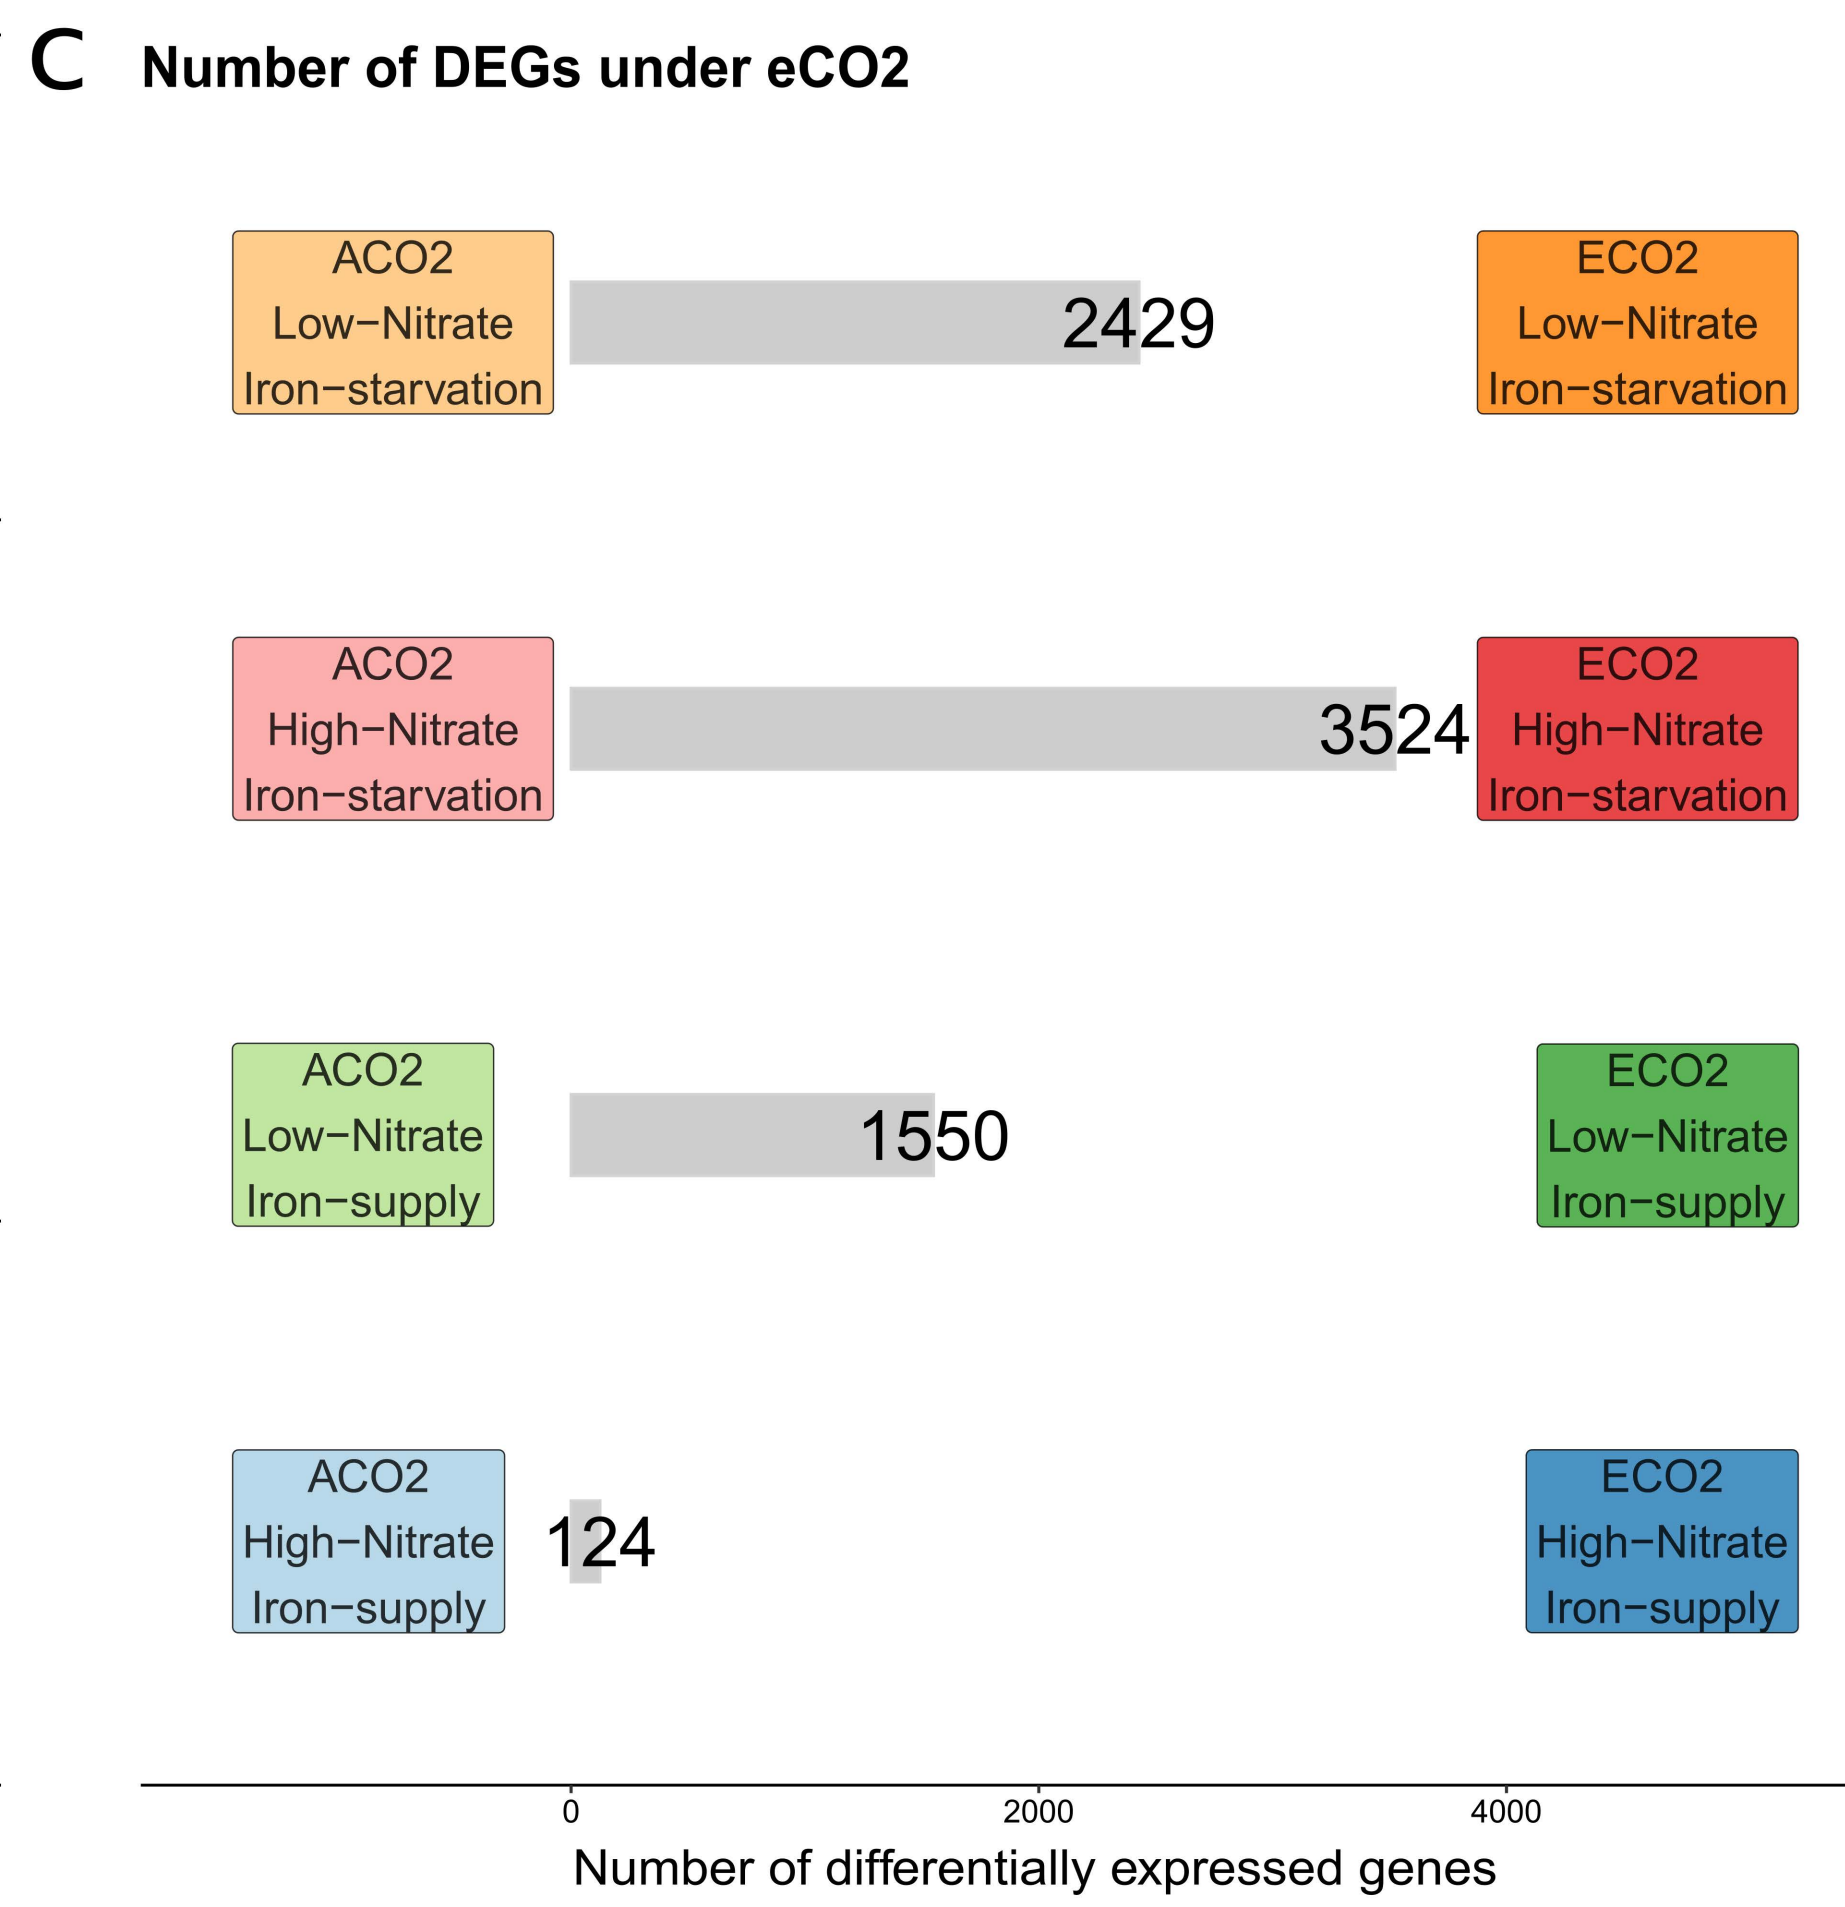 C Number of DEGs under eCO2
ACO2
Low−Nitrate
Iron−starvation
2429
ECO2
Low−Nitrate
Iron−starvation
ACO2
High−Nitrate
Iron−starvation
3524
ECO2
High−Nitrate
Iron−starvation
ACO2
Low−Nitrate
Iron−supply
1550
ECO2
Low−Nitrate
Iron−supply
ACO2
High−Nitrate
Iron−supply
124
ECO2
High−Nitrate
Iron−supply
0 2000 4000
Number of differentially expressed genes